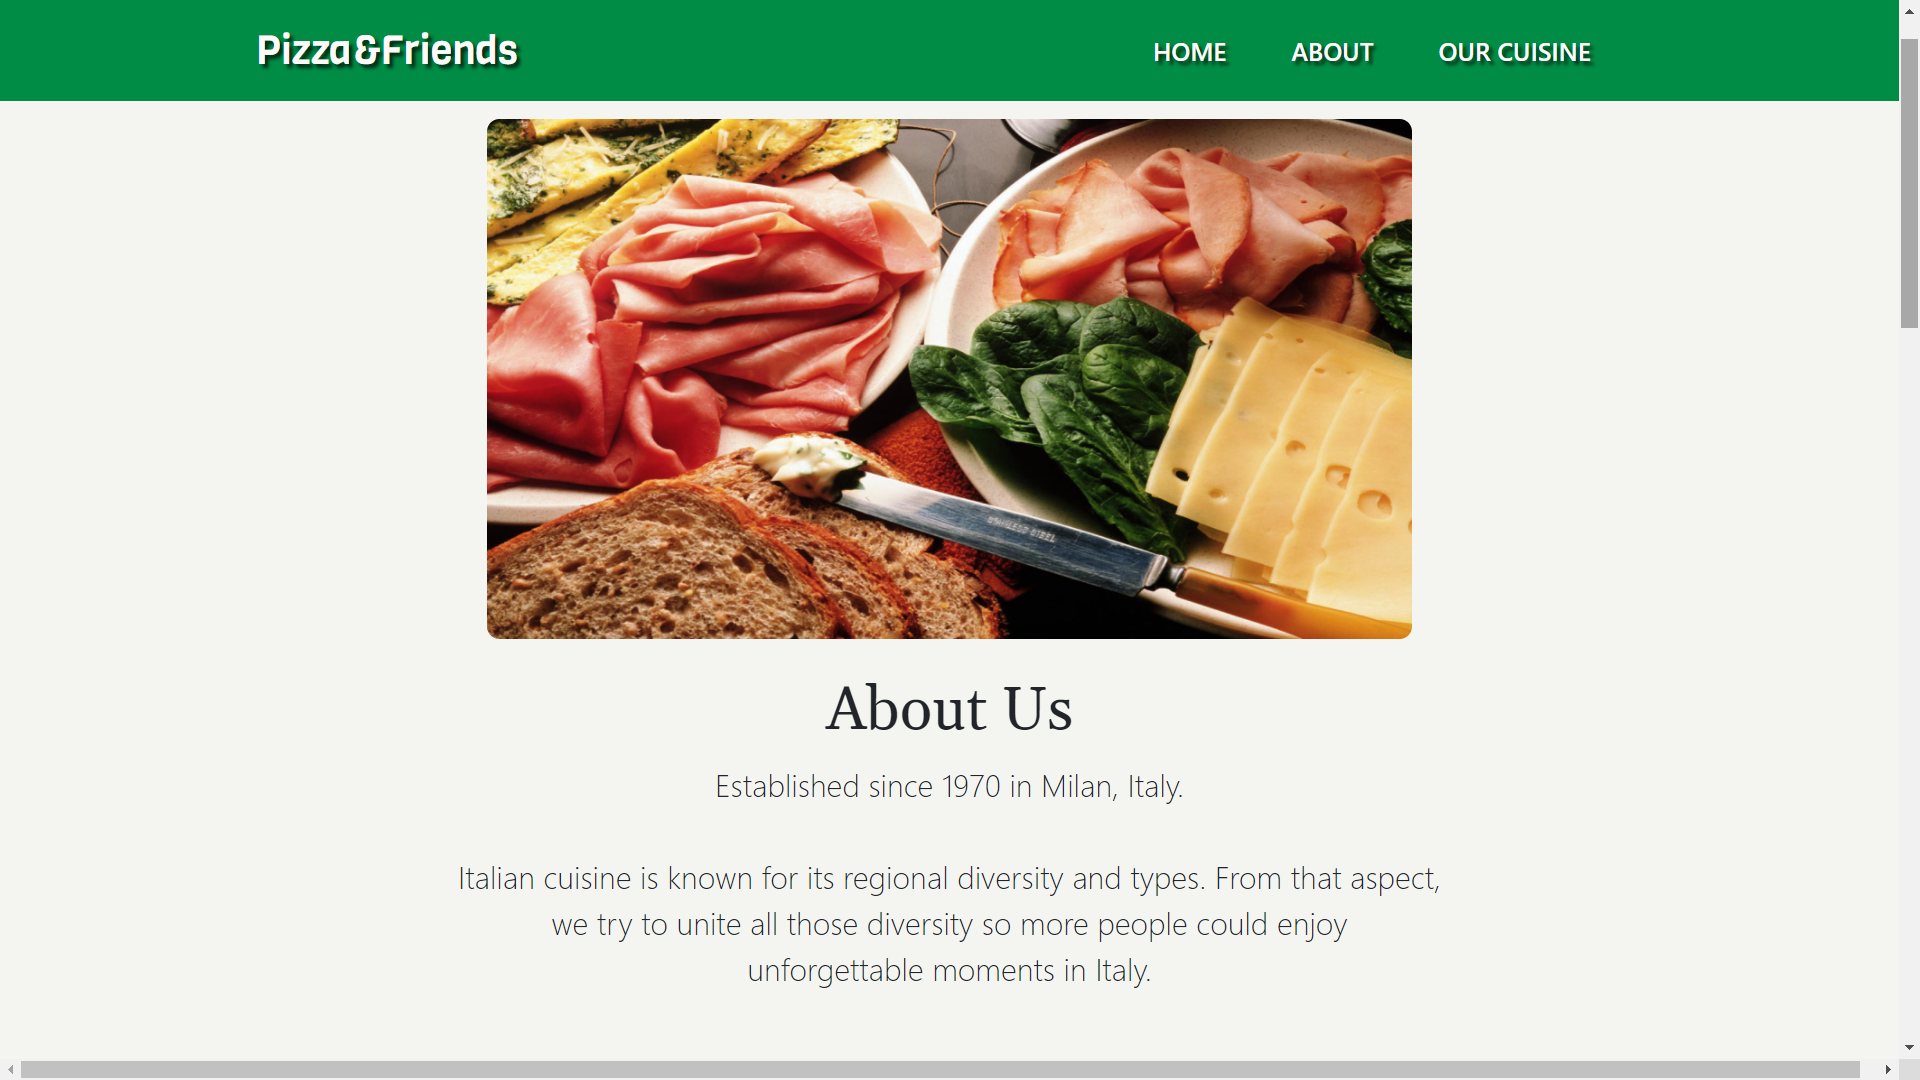 Pizza&Friends
HOME ABOUT OUR CUISINE
STAINLESS STEEL
About Us
Established since 1970 in Milan, Italy.
Italian cuisine is known for its regional diversity and types. From that aspect,
we try to unite all those diversity so more people could enjoy
unforgettable moments in Italy.